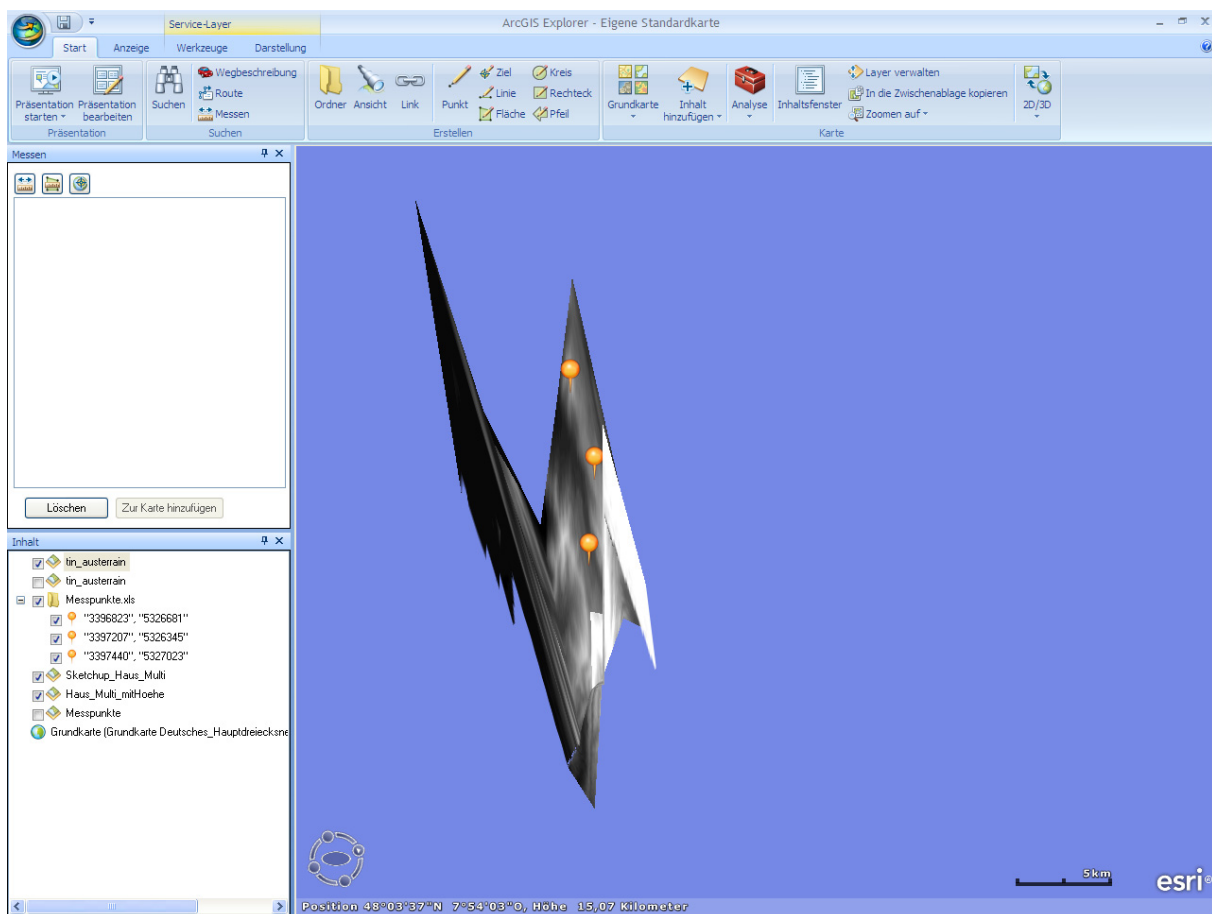 Service-Layer
ArcGIS Explorer - Eigene Standardkarte
Start Anzeige Werkzeuge Darstellung
Präsentation starten
Präsentation bearbeiten
Präsentation
Suchen
Wegbeschreibung
Route
Messen
Suchen
Ordner
Ansicht
Link
Punkt
Ziel
Linie
Fläche
Kreis
Rechteck
Pfeil
Erstellen
Grundkarte
Inhalt hinzufügen
Analyse
Inhaltsfenster
Layer verwalten
In die Zwischenablage kopieren
Zoomen auf
2D/3D
Karte
Messen
Löschen
Zur Karte hinzufügen
Inhalt
tin_austerrain
tin_austerrain
Messpunkte.xls
"3396823", "5326681"
"3397207", "5326345"
"3397440", "5327023"
Sketchup_Haus_Multi
Haus_Multi_mitHoehe
Messpunkte
Grundkarte (Grundkarte Deutsches_Hauptdreiecksne
5km
esri
Position 48°03'37"N 7°54'03"O, Höhe 15,07 Kilometer